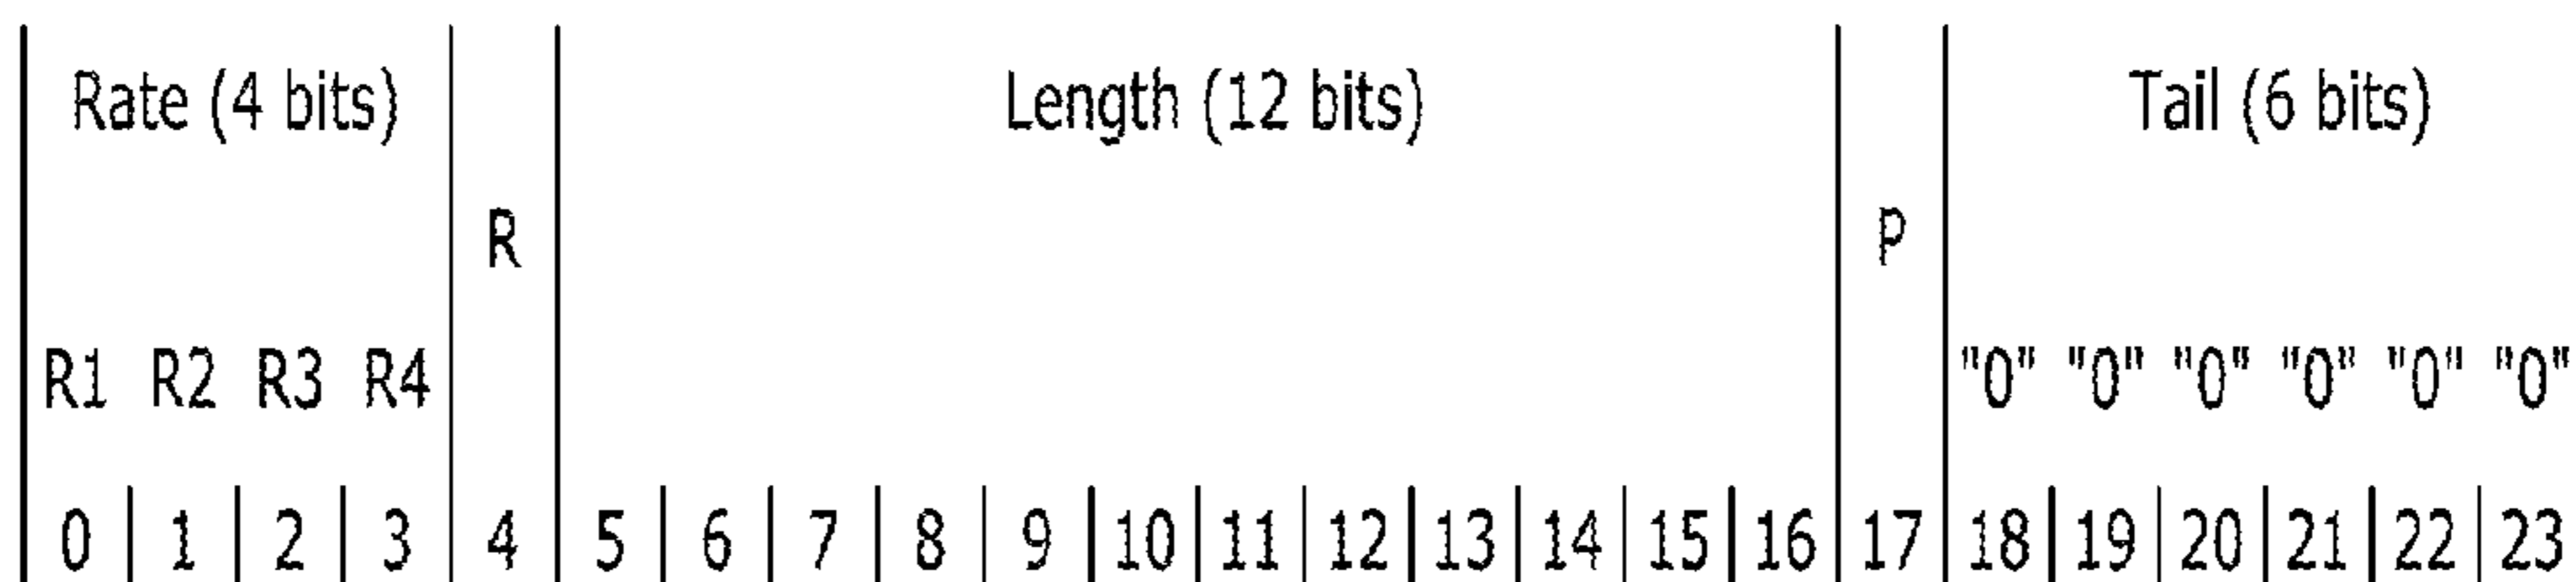 Rate (4 bits) Length (12 bits) Tail (6 bits)
R P
R1 R2 R3 R4 "0" "0" "0" "0" "0" "0"
0 1 2 3 4 5 6 7 8 9 10 11 12 13 14 15 16 17 18 19 20 21 22 23